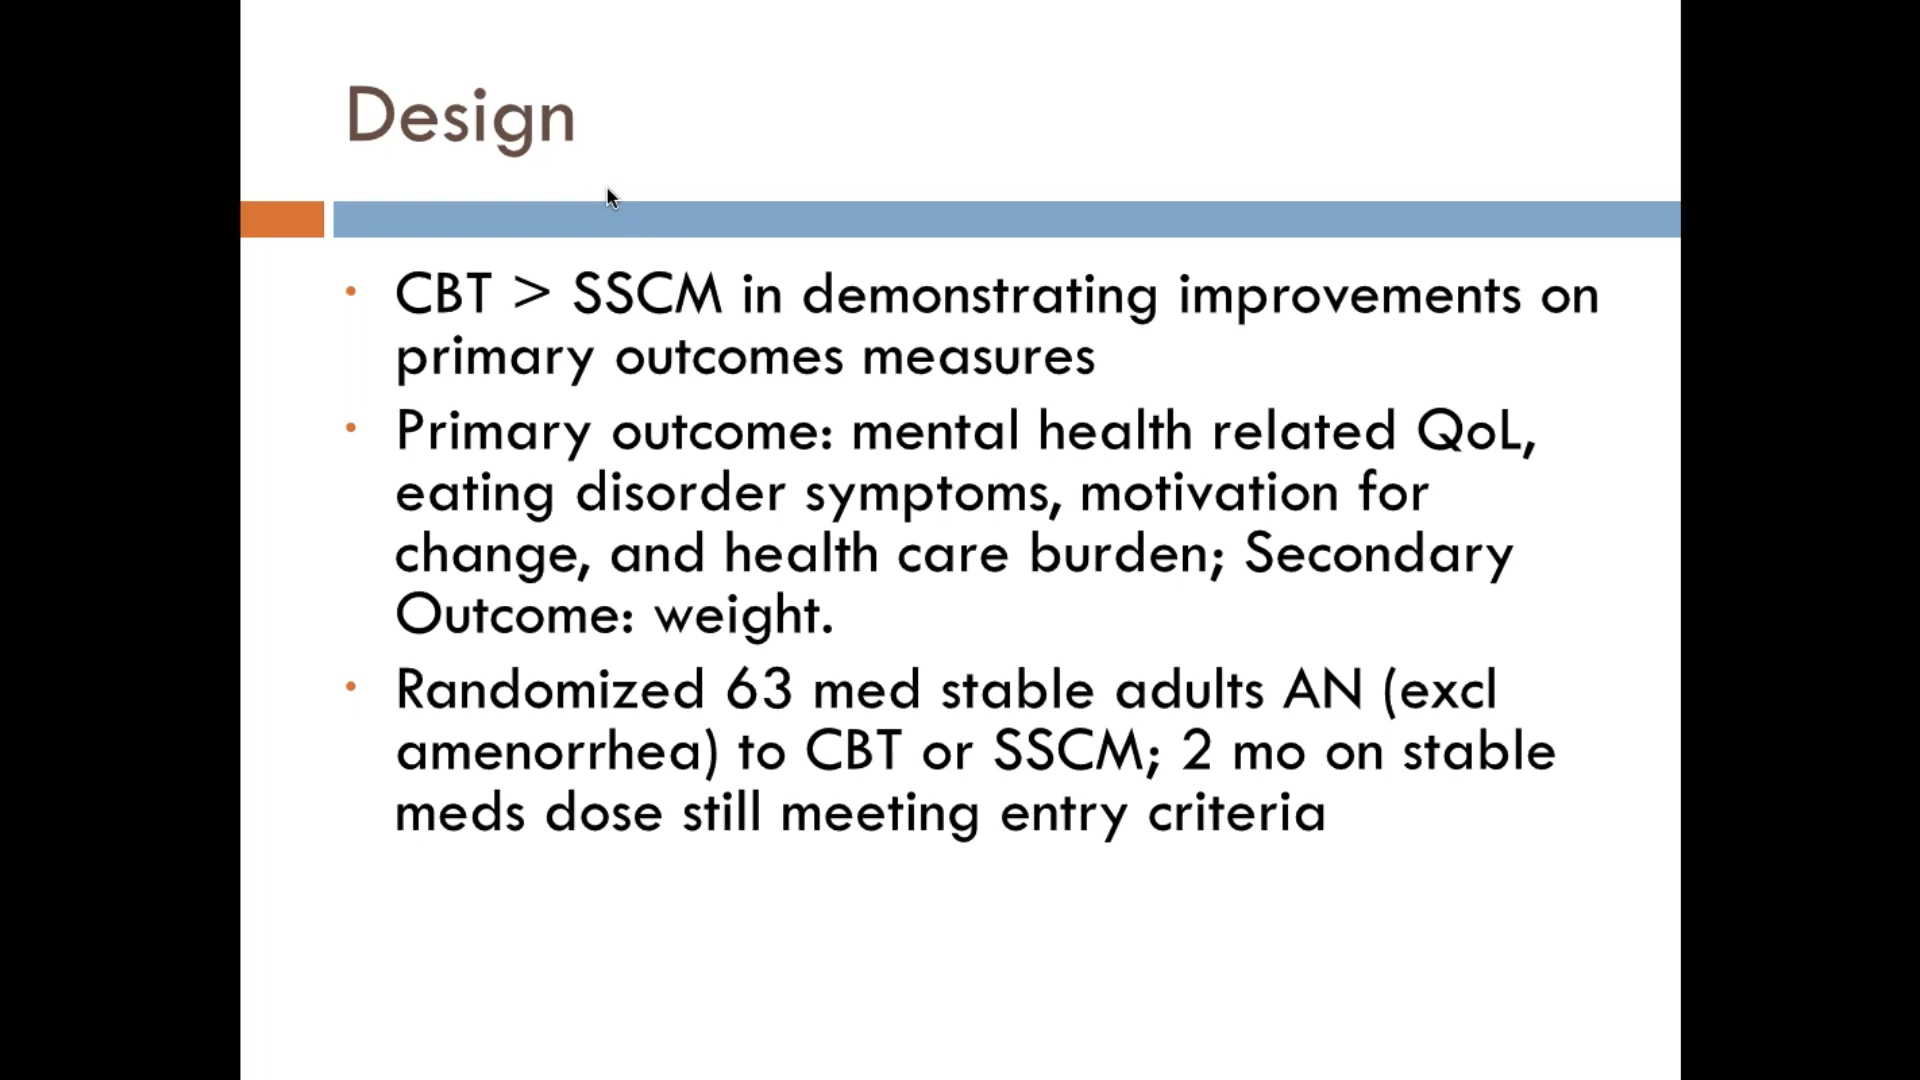 Design
• CBT > SSCM in demonstrating improvements on
primary outcomes measures
• Primary outcome: mental health related QoL,
eating disorder symptoms, motivation for
change, and health care burden; Secondary
Outcome: weight.
• Randomized 63 med stable adults AN (excl
amenorrhea) to CBT or SSCM; 2 mo on stable
meds dose still meeting entry criteria